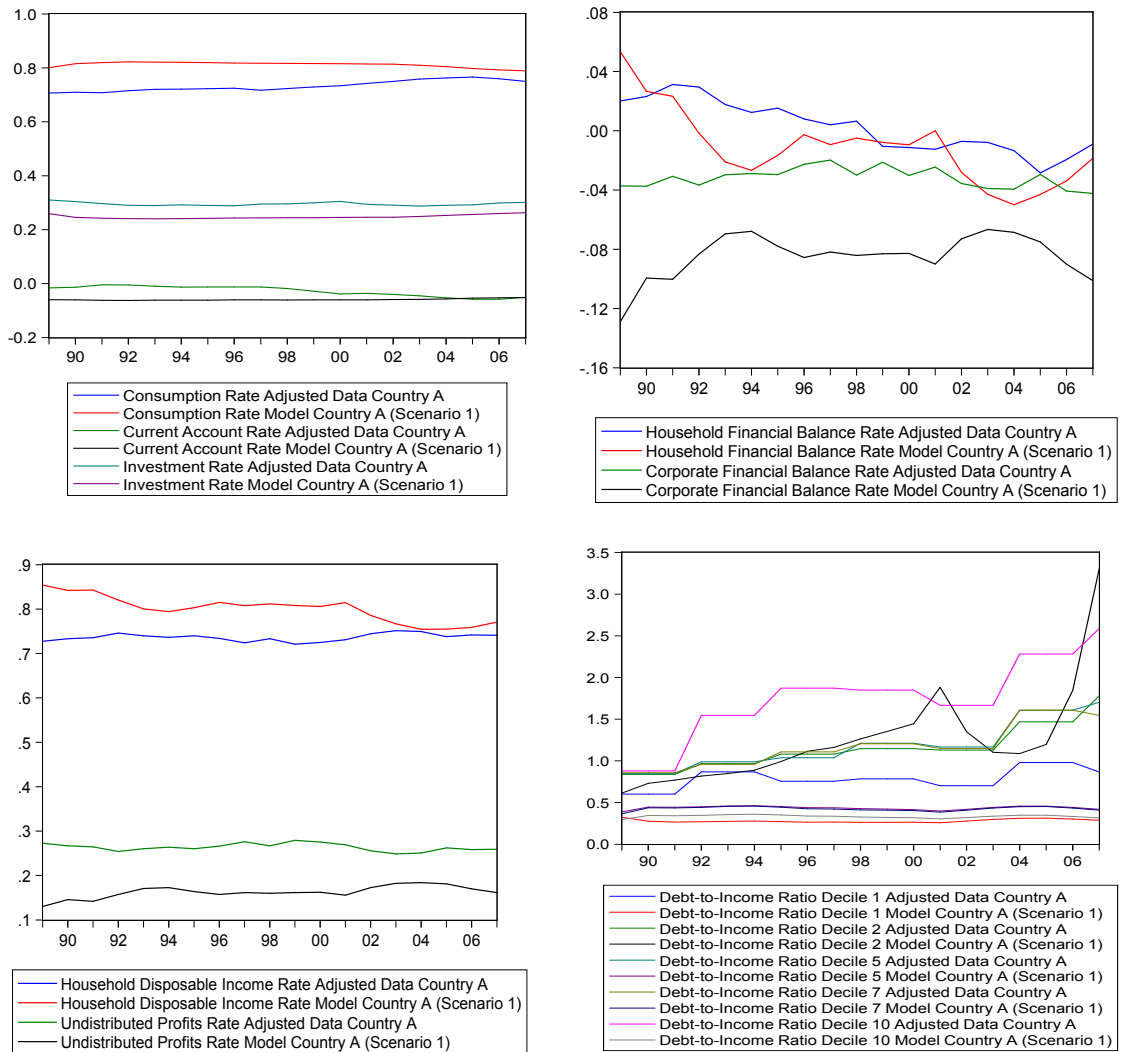 1.0
0.8
0.6
0.4
0.2
0.0
-0.2
90 92 94 96 98 00 02 04 06
Consumption Rate Adjusted Data Country A
Consumption Rate Model Country A (Scenario 1)
Current Account Rate Adjusted Data Country A
Current Account Rate Model Country A (Scenario 1)
Investment Rate Adjusted Data Country A
Investment Rate Model Country A (Scenario 1)
.08
.04
.00
-.04
-.08
-.12
-.16
90 92 94 96 98 00 02 04 06
Household Financial Balance Rate Adjusted Data Country A
Household Financial Balance Rate Model Country A (Scenario 1)
Corporate Financial Balance Rate Adjusted Data Country A
Corporate Financial Balance Rate Model Country A (Scenario 1)
.9
.8
.7
.6
.5
.4
.3
.2
.1
90 92 94 96 98 00 02 04 06
Household Disposable Income Rate Adjusted Data Country A
Household Disposable Income Rate Model Country A (Scenario 1)
Undistributed Profits Rate Adjusted Data Country A
Undistributed Profits Rate Model Country A (Scenario 1)
3.5
3.0
2.5
2.0
1.5
1.0
0.5
0.0
90 92 94 96 98 00 02 04 06
Debt-to-Income Ratio Decile 1 Adjusted Data Country A
Debt-to-Income Ratio Decile 1 Model Country A (Scenario 1)
Debt-to-Income Ratio Decile 2 Adjusted Data Country A
Debt-to-Income Ratio Decile 2 Model Country A (Scenario 1)
Debt-to-Income Ratio Decile 5 Adjusted Data Country A
Debt-to-Income Ratio Decile 5 Model Country A (Scenario 1)
Debt-to-Income Ratio Decile 7 Adjusted Data Country A
Debt-to-Income Ratio Decile 7 Model Country A (Scenario 1)
Debt-to-Income Ratio Decile 10 Adjusted Data Country A
Debt-to-Income Ratio Decile 10 Model Country A (Scenario 1)